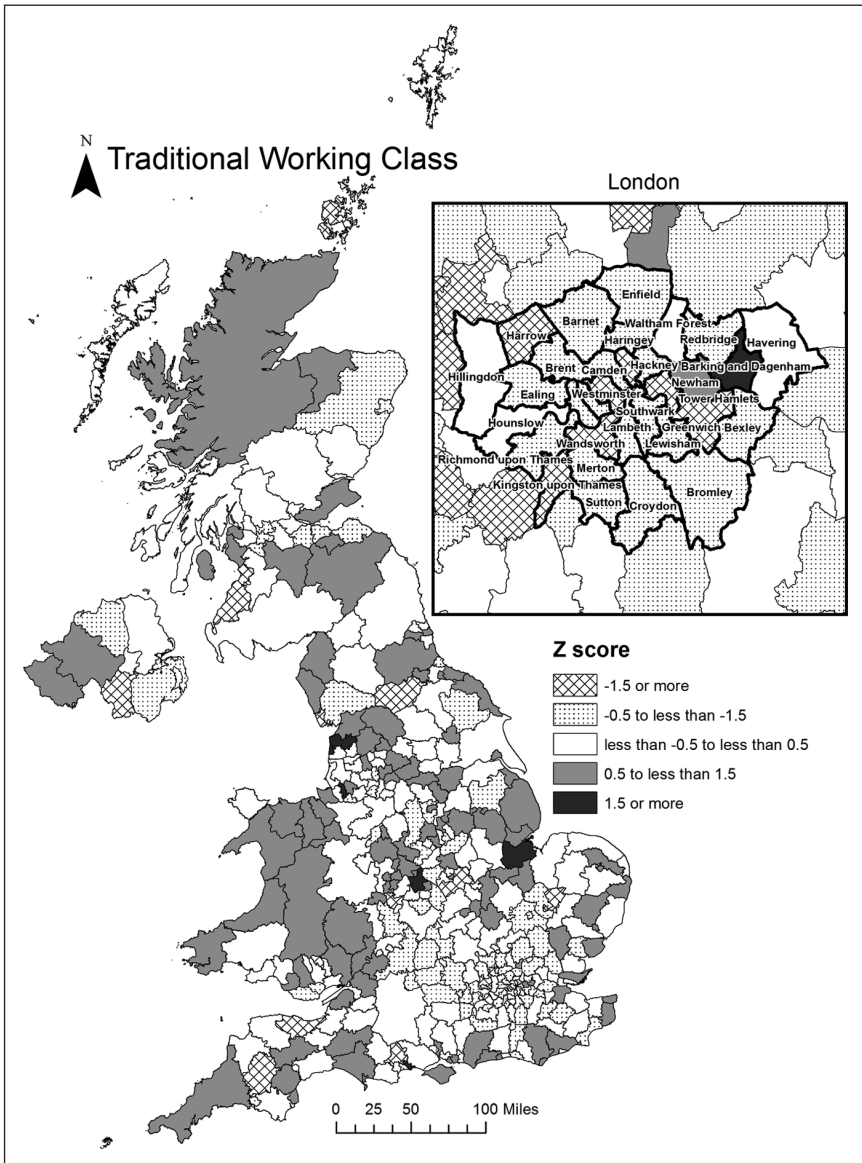 N
Traditional Working Class
London
Enfield
Barnet
Waltham Forest
Harrow
Haringey
Redbridge
Havering
Brent
Camden
Hackney
Barking and Dagenham
Hillingdon
Newham
Ealing
Westminster
Tower Hamlets
Southwark
Hounslow
Lambeth
Greenwich
Bexley
Wandsworth
Lewisham
Richmond upon Thames
Merton
Kingston upon Thames
Bromley
Sutton
Croydon
Z score
-1.5 or more
-0.5 to less than -1.5
less than -0.5 to less than 0.5
0.5 to less than 1.5
1.5 or more
0 25 50 100 Miles